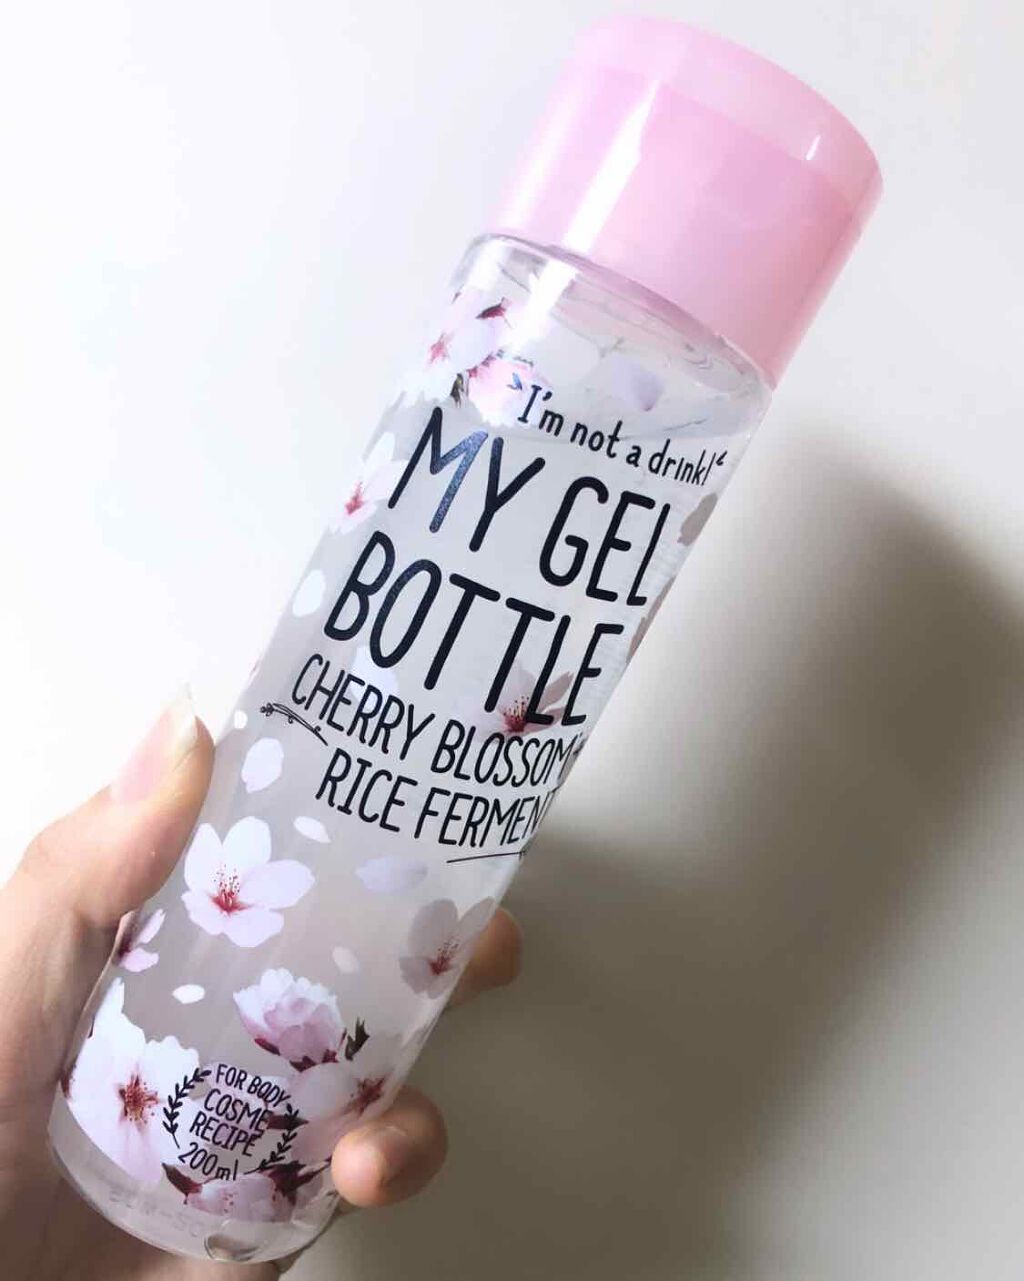 "I'm not a drink!"
MY GEL
BOTTLE
CHERRY BLOSSOM+
RICE FERMENT
FOR BODY
COSME
RECIPE
200ml